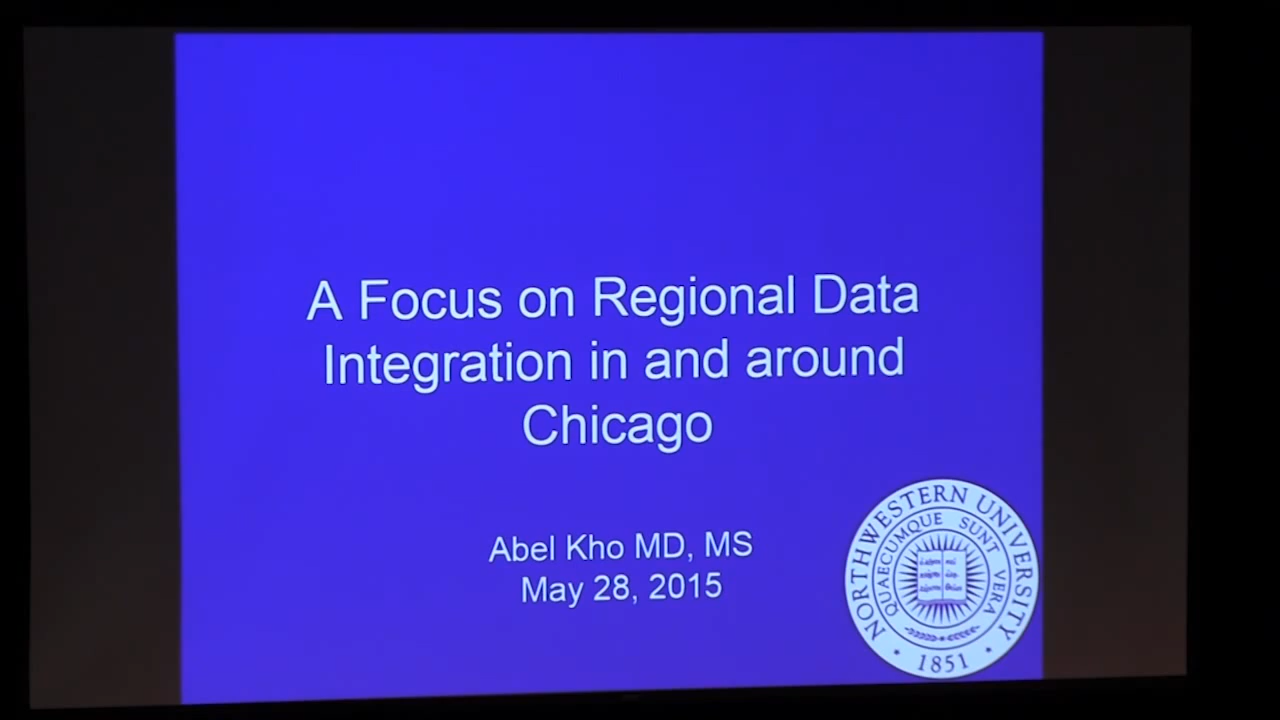 A Focus on Regional Data
Integration in and around
Chicago
Abel Kho MD, MS
May 28, 2015
NORTHWESTERN UNIVERSITY
QUAECUMQUE SUNT VERA
• 1851 •